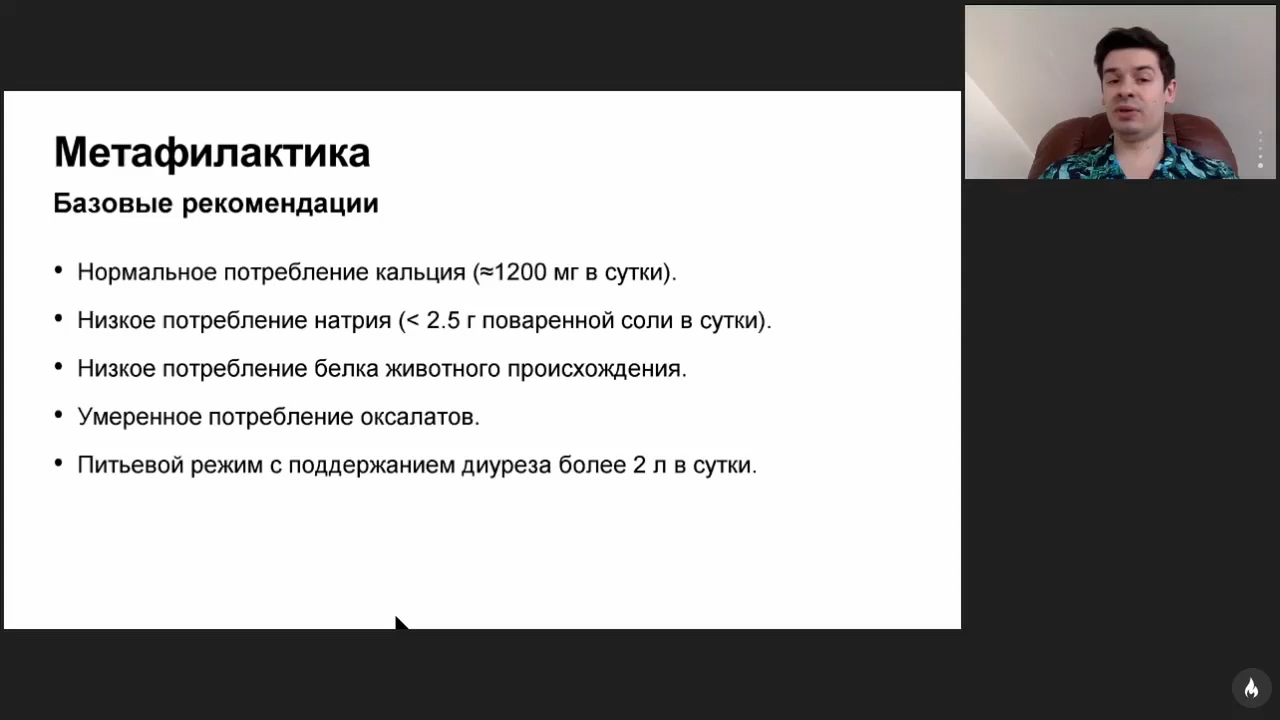 Метафилактика
Базовые рекомендации
• Нормальное потребление кальция (≈1200 мг в сутки).
• Низкое потребление натрия (< 2.5 г поваренной соли в сутки).
• Низкое потребление белка животного происхождения.
• Умеренное потребление оксалатов.
• Питьевой режим с поддержанием диуреза более 2 л в сутки.